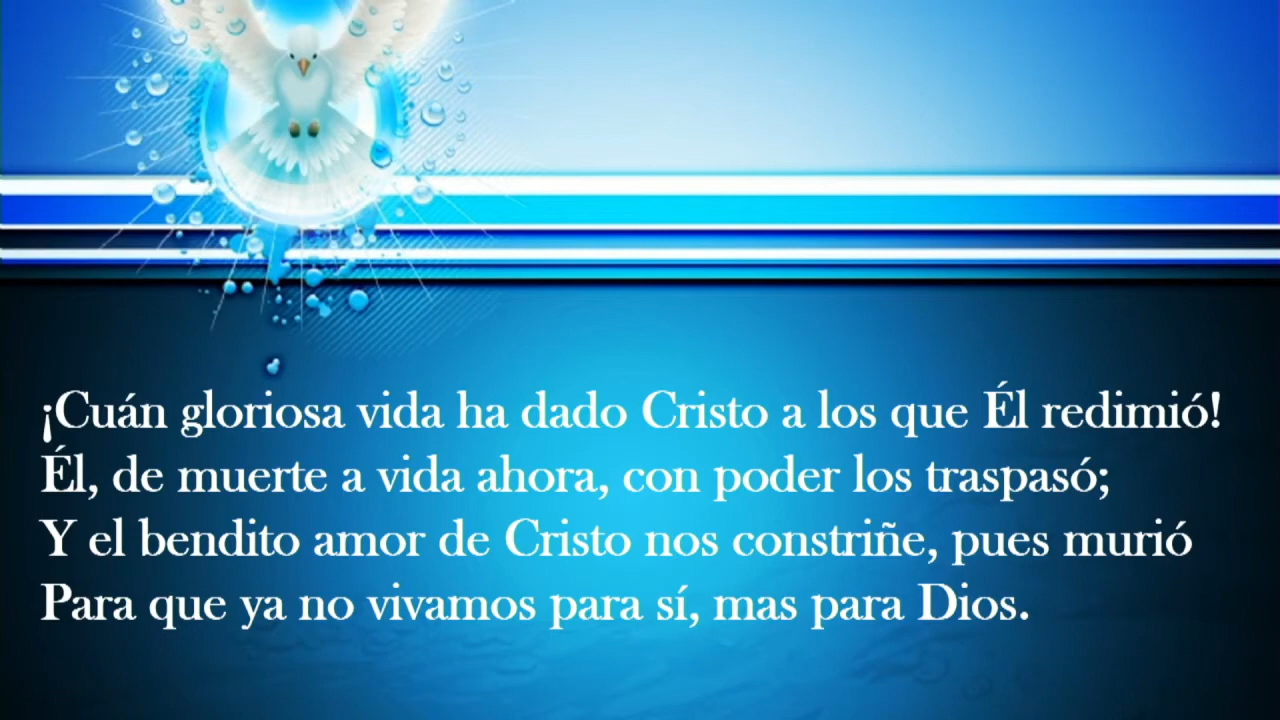 ¡Cuán gloriosa vida ha dado Cristo a los que Él redimió!
Él, de muerte a vida ahora, con poder los traspasó;
Y el bendito amor de Cristo nos constriñe, pues murió
Para que ya no vivamos para sí, mas para Dios.